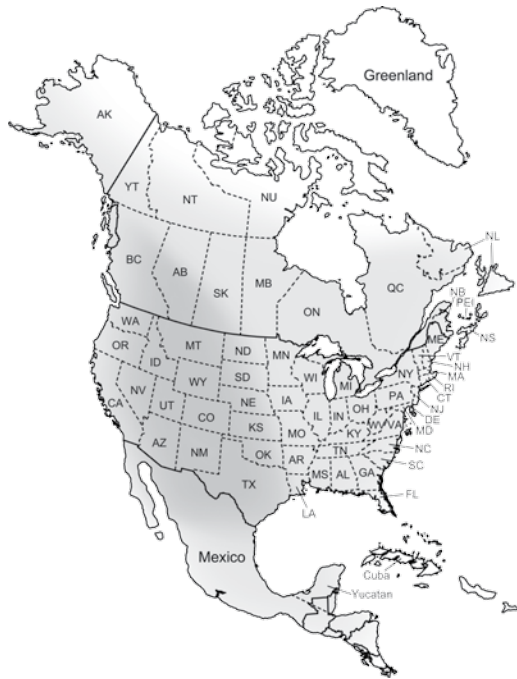 Greenland
AK
YT
NT
NU
NL
BC
AB
SK
MB
ON
QC
NB
PEI
NS
ME
WA
OR
ID
MT
ND
MN
SD
WY
WI
MI
NY
VT
NH
MA
RI
CT
NV
UT
CO
NE
IA
IL
IN
OH
PA
NJ
DE
MD
CA
KS
MO
KY
WV
VA
AZ
NM
OK
AR
TN
NC
SC
TX
MS
AL
GA
FL
LA
Mexico
Cuba
Yucatan